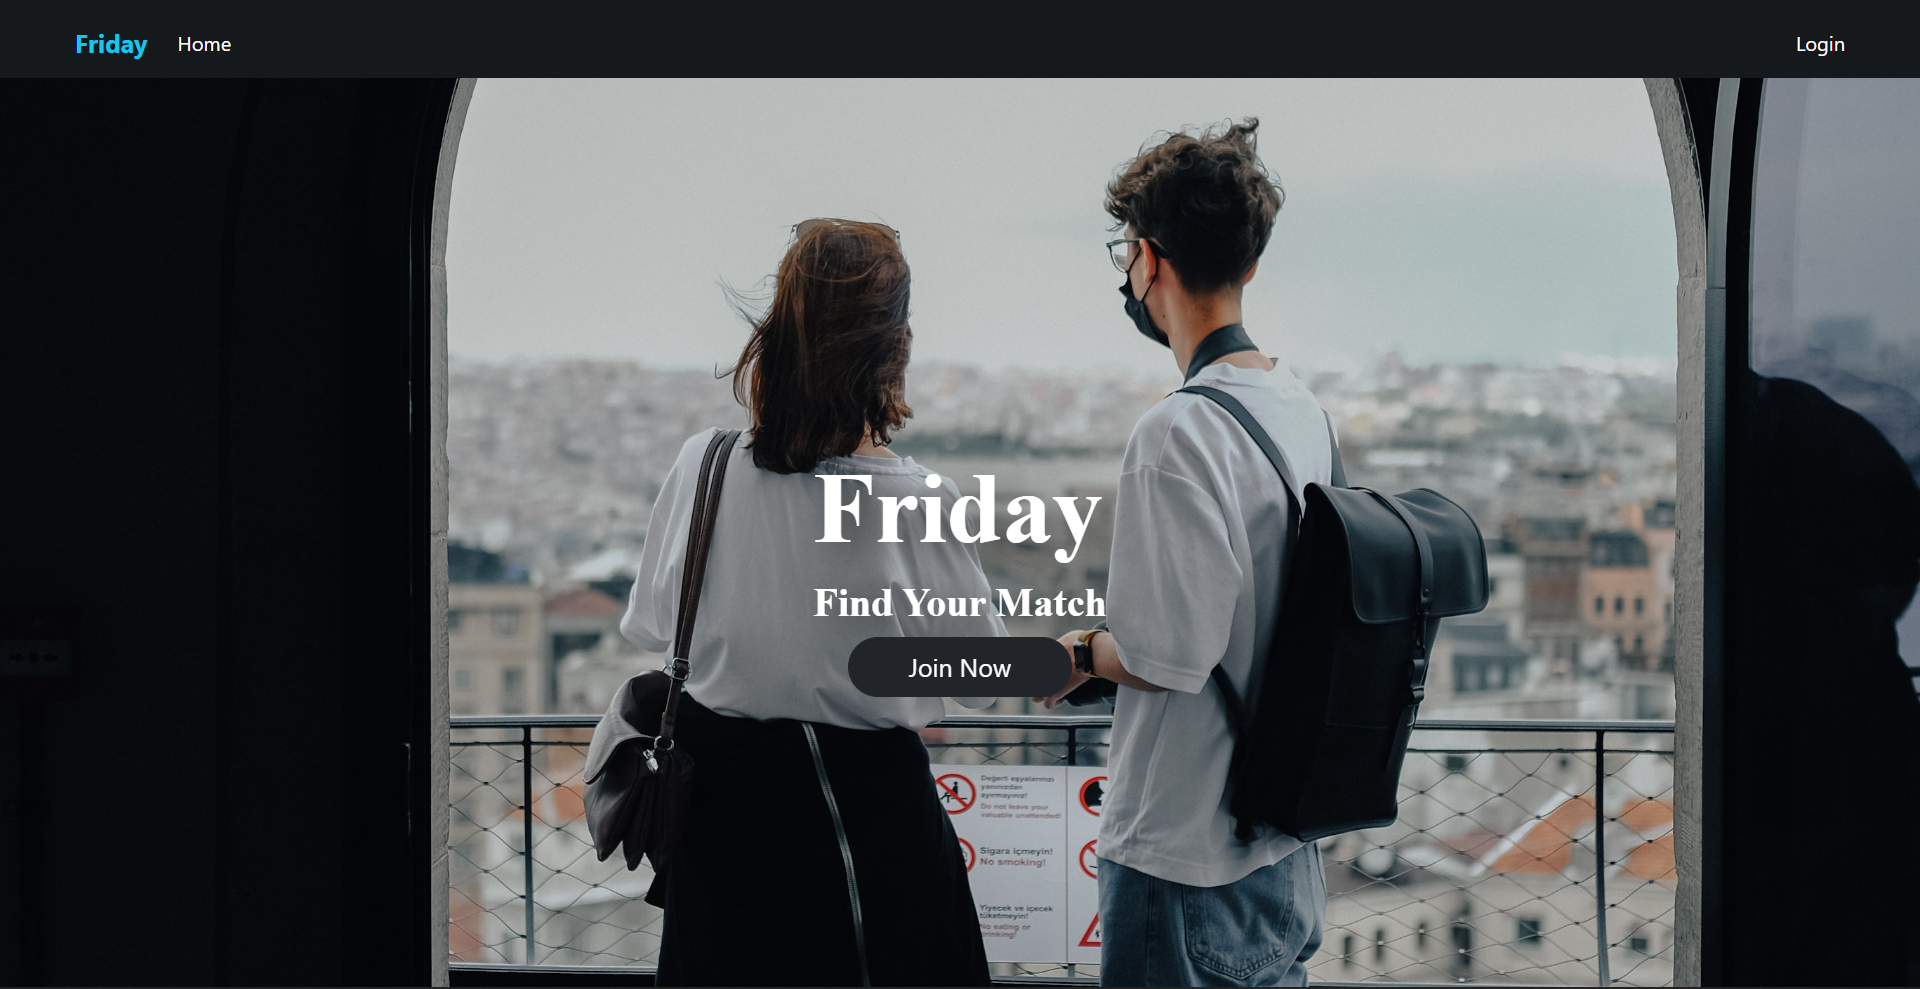 Friday
Home
Login
Friday
Find Your Match
Join Now
Değerli eşyalarınızı
yanınızdan
ayırmayınız!
Do not leave your
valuable unattended!
Sigara içmeyin!
No smoking!
Yiyecek ve içecek
tüketmeyin!
No eating or
drinking!